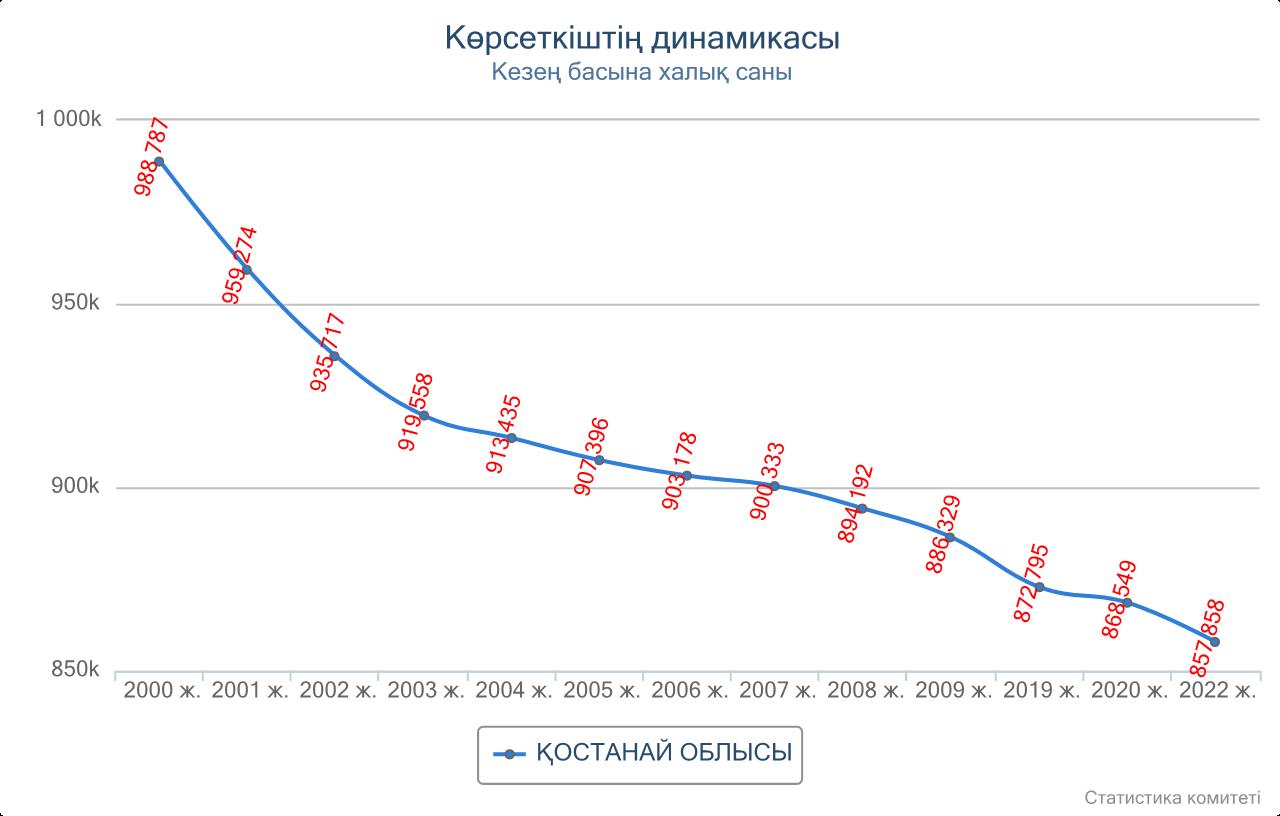 Көрсеткіштің динамикасы
Кезең басына халық саны
1 000k
950k
900k
850k
988 787
959 274
935 717
919 558
913 435
907 396
903 178
900 333
894 192
886 329
872 795
868 549
857 858
2000 ж. 2001 ж. 2002 ж. 2003 ж. 2004 ж. 2005 ж. 2006 ж. 2007 ж. 2008 ж. 2009 ж. 2019 ж. 2020 ж. 2022 ж.
ҚОСТАНАЙ ОБЛЫСЫ
Статистика комитеті